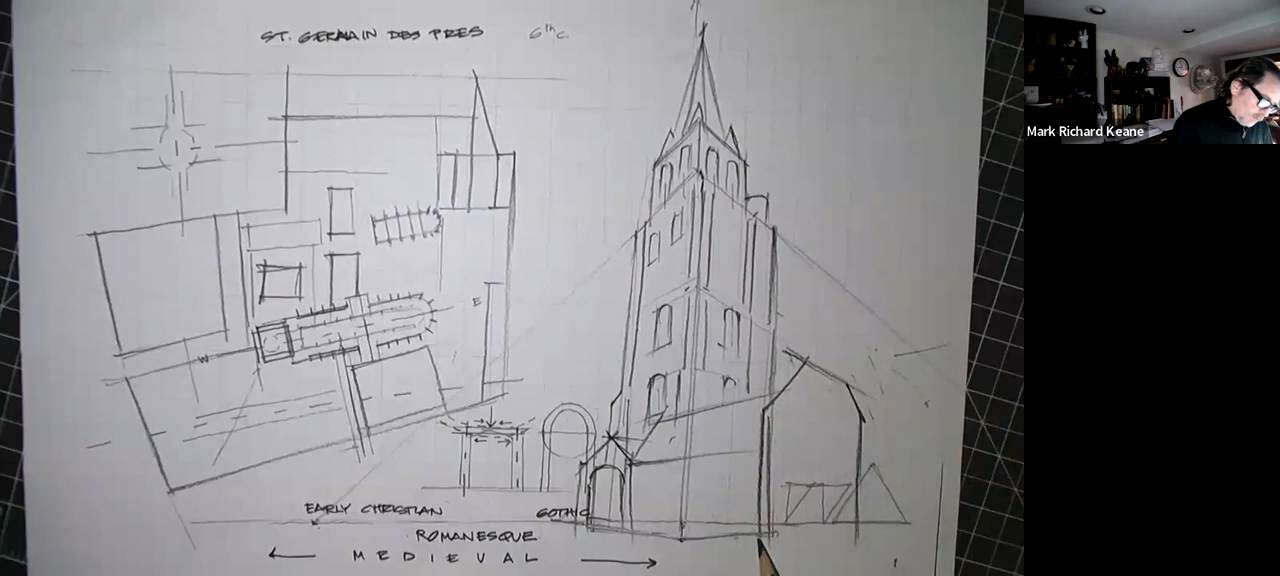 ST. GERMAIN DES PRES 6th C.
Mark Richard Keane
W
E
EARLY CHRISTIAN
GOTHIC
ROMANESQUE
MEDIEVAL